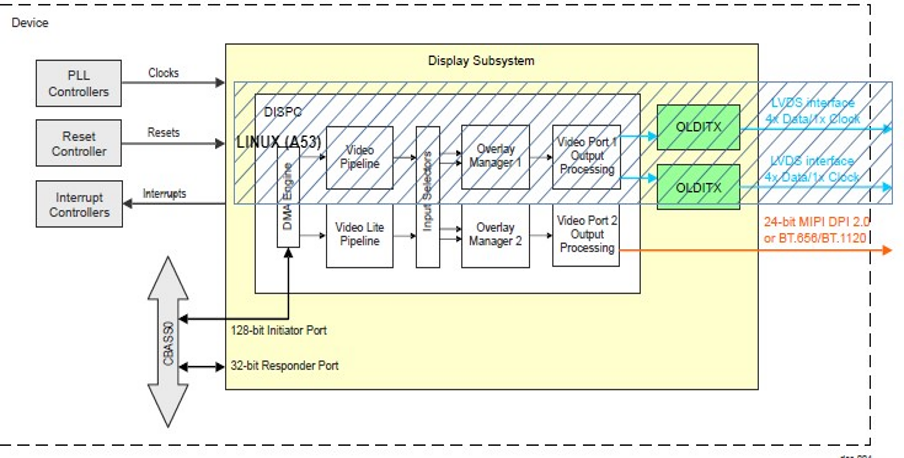 Device
Display Subsystem
PLL
Controllers
Clocks
Reset
Controller
Resets
Interrupt
Controllers
Interrupts
DISPC
LINUX (A53)
DMA Engine
Video
Pipeline
Input Selectors
Overlay
Manager 1
Video Port 1
Output
Processing
OLDITX
LVDS interface
4x Data/1x Clock
OLDITX
LVDS interface
4x Data/1x Clock
Video Lite
Pipeline
Overlay
Manager 2
Video Port 2
Output
Processing
24-bit MIPI DPI 2.0
or BT.656/BT.1120
CBASS0
128-bit Initiator Port
32-bit Responder Port